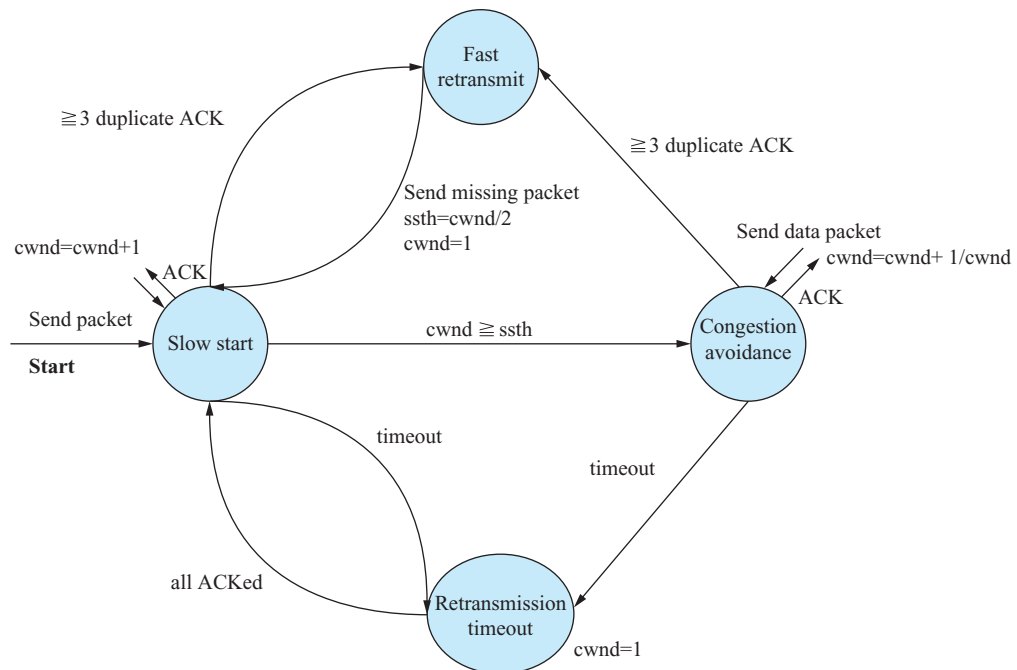 Fast
retransmit
≧3 duplicate ACK
≧3 duplicate ACK
Send missing packet
ssth=cwnd/2
cwnd=1
Send data packet
cwnd=cwnd+1
cwnd=cwnd+ 1/cwnd
ACK
ACK
Send packet
Start
Slow start
cwnd ≧ ssth
Congestion
avoidance
timeout
timeout
all ACKed
Retransmission
timeout
cwnd=1